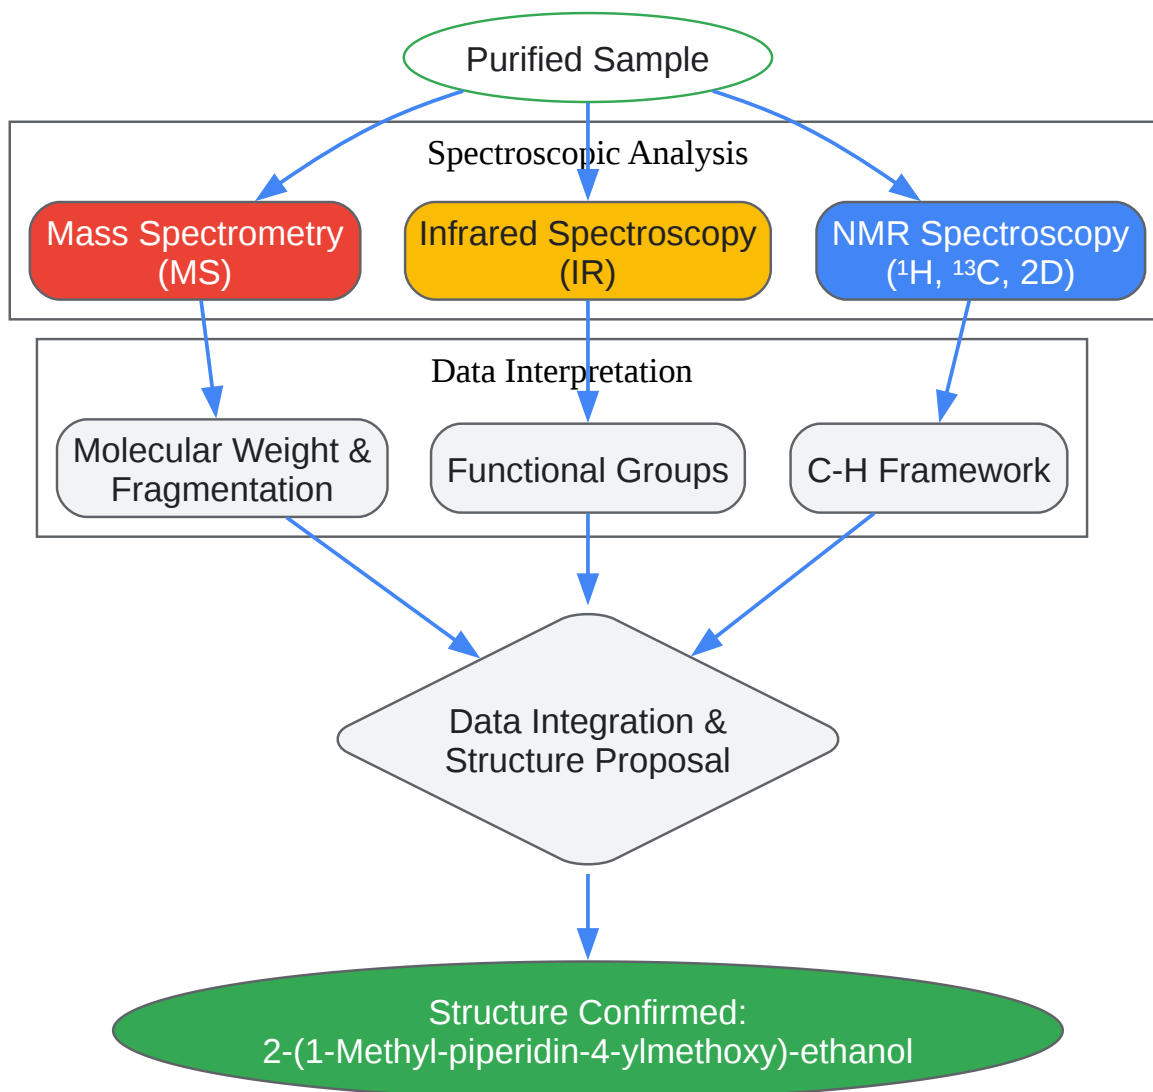 Purified Sample
Spectroscopic Analysis
Mass Spectrometry
(MS)
Infrared Spectroscopy
(IR)
NMR Spectroscopy
(¹H, ¹³C, 2D)
Data Interpretation
Molecular Weight &
Fragmentation
Functional Groups
C-H Framework
Data Integration &
Structure Proposal
Structure Confirmed:
2-(1-Methyl-piperidin-4-ylmethoxy)-ethanol